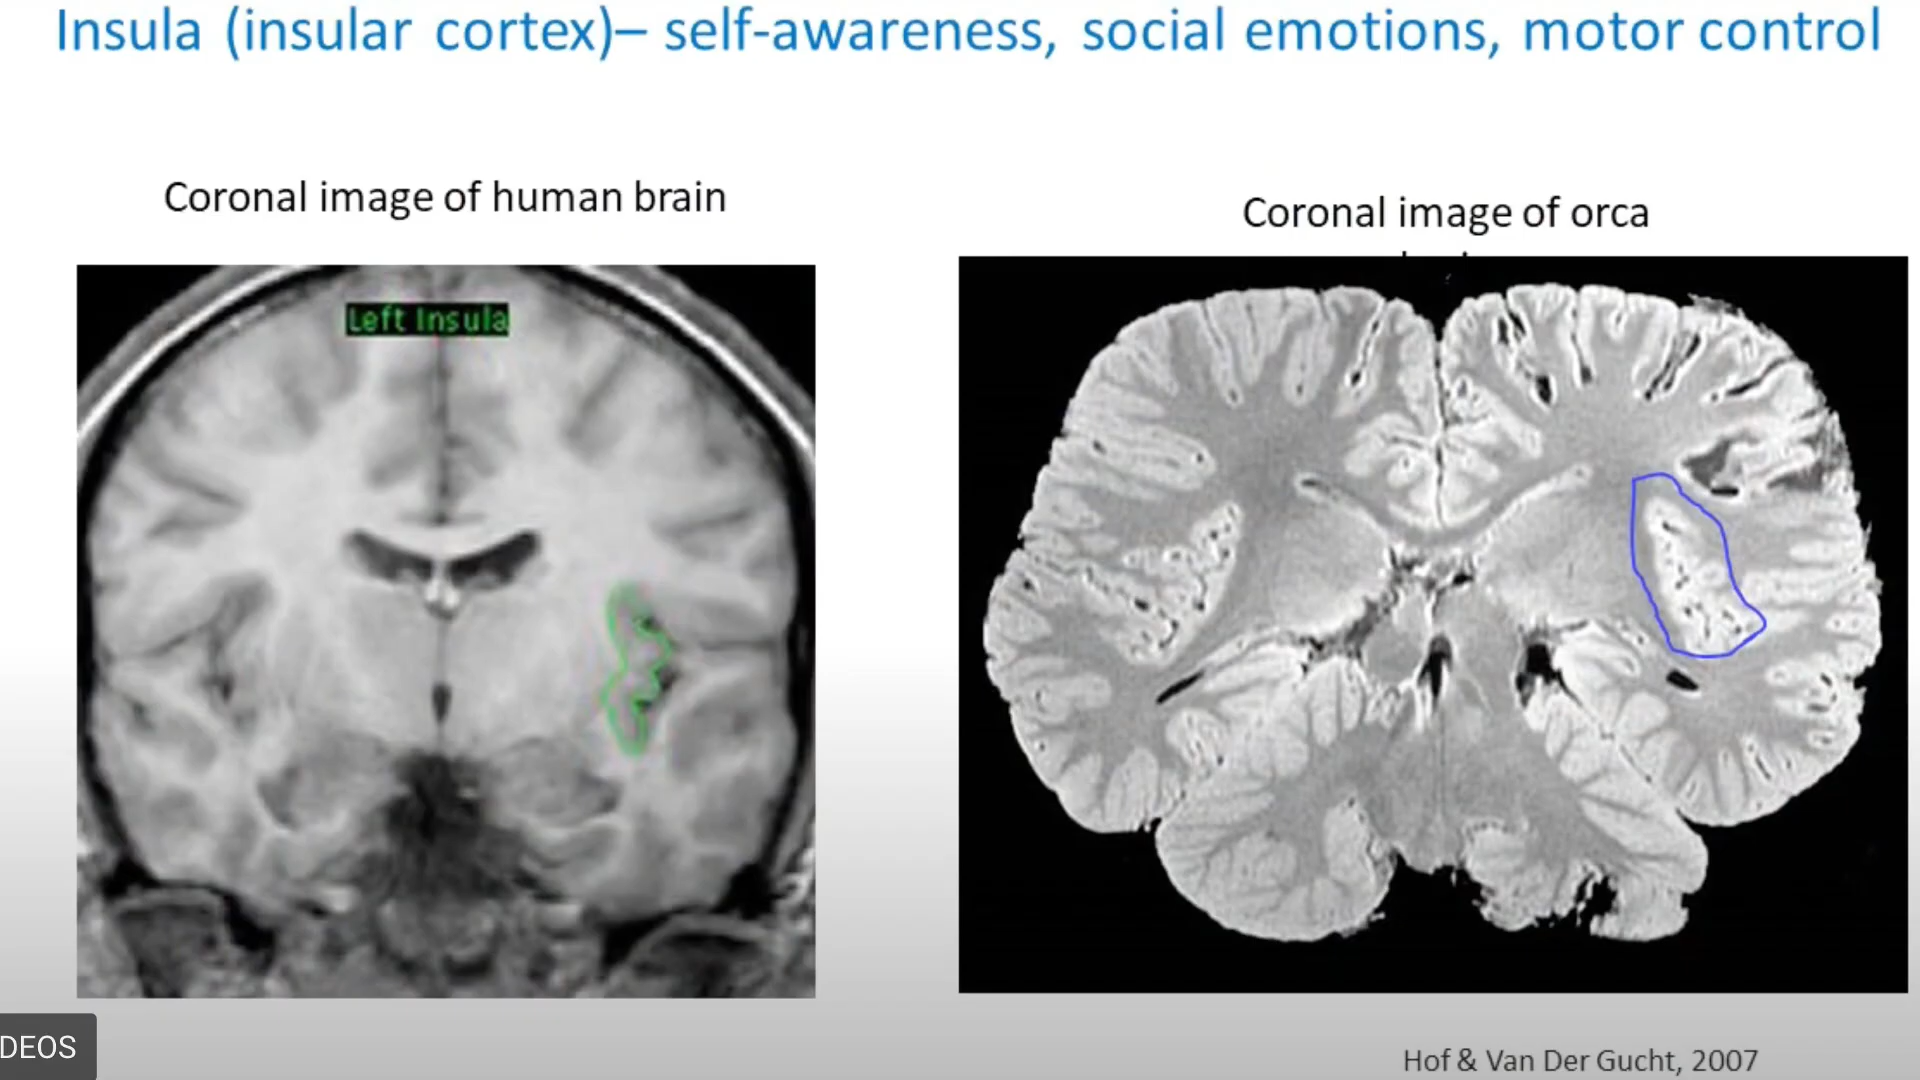 Insula (insular cortex)– self-awareness, social emotions, motor control
Coronal image of human brain
Coronal image of orca
Left Insula
DEOS
Hof & Van Der Gucht, 2007